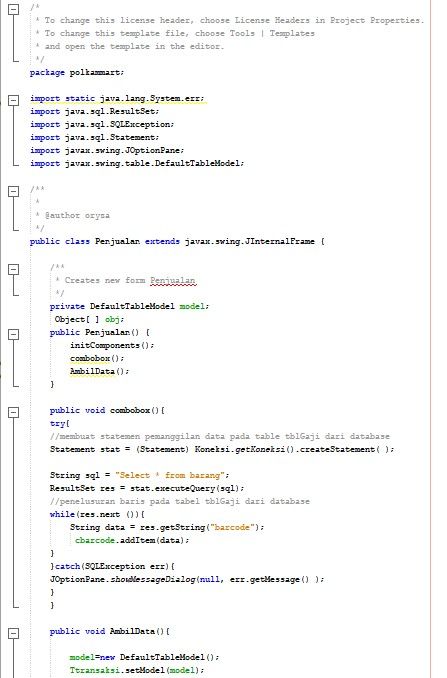 /*
 * To change this license header, choose License Headers in Project Properties.
 * To change this template file, choose Tools | Templates
 * and open the template in the editor.
 */
package polkammart;

import static java.lang.System.err;
import java.sql.ResultSet;
import java.sql.SQLException;
import java.sql.Statement;
import javax.swing.JOptionPane;
import javax.swing.table.DefaultTableModel;

/**
 *
 * @author oryza
 */
public class Penjualan extends javax.swing.JInternalFrame {

    /**
     * Creates new form Penjualan
     */
    private DefaultTableModel model;
     Object[ ] obj;
    public Penjualan() {
        initComponents();
        combobox();
        AmbilData();
    }

    public void combobox(){
    try{
    //membuat statemen pemanggilan data pada table tblGaji dari database
    Statement stat = (Statement) Koneksi.getKoneksi().createStatement( );

    String sql = "Select * from barang";
    ResultSet res = stat.executeQuery(sql);
    //penelusuran baris pada tabel tblGaji dari database
    while(res.next ()){
        String data = res.getString("barcode");
         cbarcode.addItem(data);
    }
    }catch(SQLException err){
    JOptionPane.showMessageDialog(null, err.getMessage() );
    }
    }

    public void AmbilData(){

        model=new DefaultTableModel();
        Ttransaksi.setModel(model);